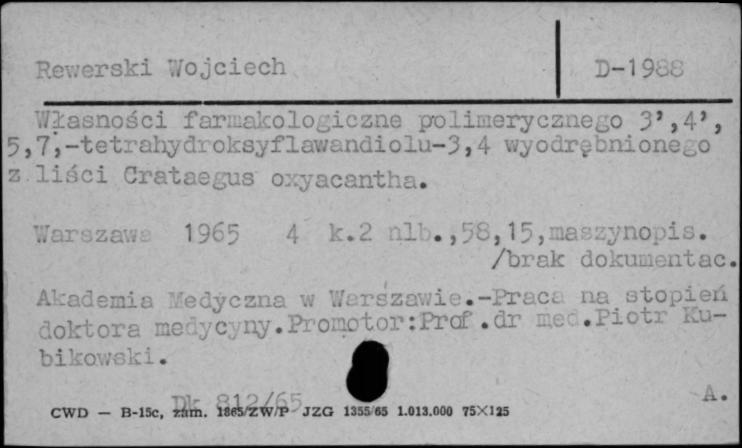 Rewerski Wojciech
D-1988
Własności farmakologiczne polimerycznego 3’,4’,
5,7,-tetrahydroksyflawandiolu-3,4 wyodrębnionego
z liści Crataegus oxyacantha.
Warszawa 1965 4 k.2 nlb.,58,15,maszynopis.
/brak dokumentac.
Akademia Medyczna w Warszawie.-Praca na stopień
doktora medycyny.Promotor:Prof.dr med.Piotr Ku-
bikowski.
Dk 812/65
A.
CWD — B-15c, zam. 1865/ZW/P JZG 1355/65 1.013.000 75×125